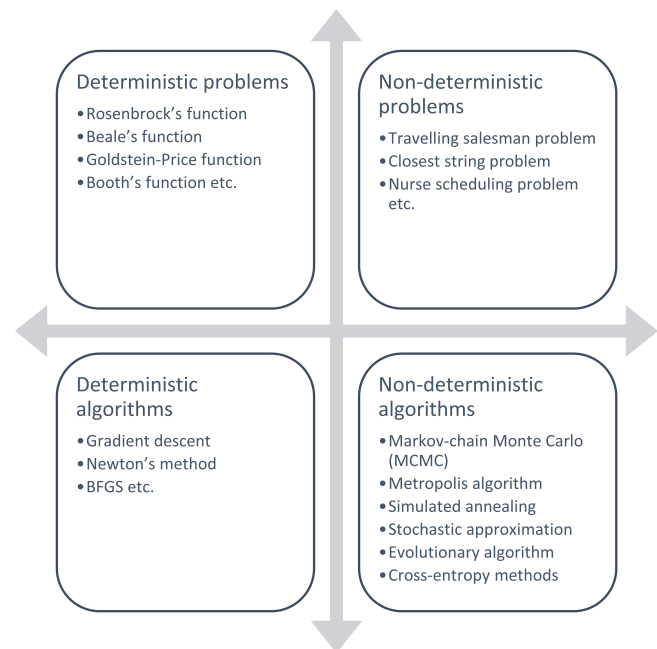 Deterministic problems
•Rosenbrock’s function
•Beale’s function
•Goldstein-Price function
•Booth’s function etc.
Non-deterministic
problems
•Travelling salesman problem
•Closest string problem
•Nurse scheduling problem
etc.
Deterministic
algorithms
•Gradient descent
•Newton’s method
•BFGS etc.
Non-deterministic
algorithms
•Markov-chain Monte Carlo
(MCMC)
•Metropolis algorithm
•Simulated annealing
•Stochastic approximation
•Evolutionary algorithm
•Cross-entropy methods